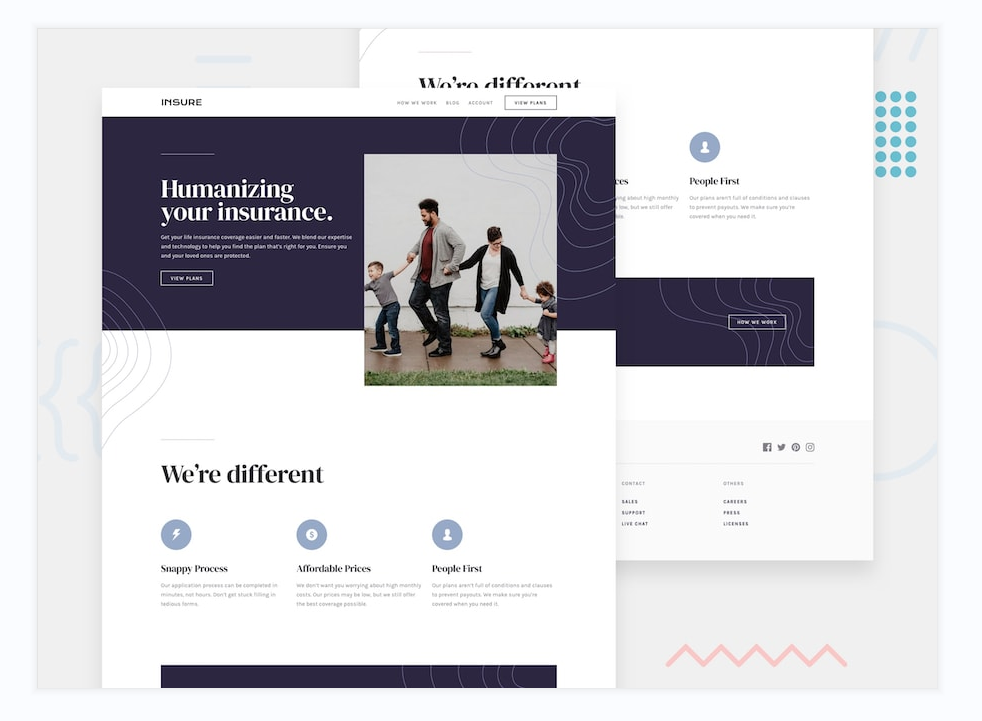 INSURE
HOW WE WORK BLOG ACCOUNT VIEW PLANS
Humanizing
your insurance.
Get your life insurance coverage easier and faster. We blend our expertise
and technology to help you find the plan that's right for you. Ensure you
and your loved ones are protected.
VIEW PLANS
We're different
Snappy Process
Our application process can be completed in
minutes, not hours. Don't get stuck filling in
tedious forms.
Affordable Prices
We don't want you worrying about high monthly
costs. Our prices may be low, but we still offer
the best coverage possible.
People First
Our plans aren't full of conditions and clauses
to prevent payouts. We make sure you're
covered when you need it.
We're different
ces
ying about high monthly
low, but we still offer
ble.
People First
Our plans aren't full of conditions and clauses
to prevent payouts. We make sure you're
covered when you need it.
HOW WE WORK
CONTACT
SALES
SUPPORT
LIVE CHAT
OTHERS
CAREERS
PRESS
LICENSES